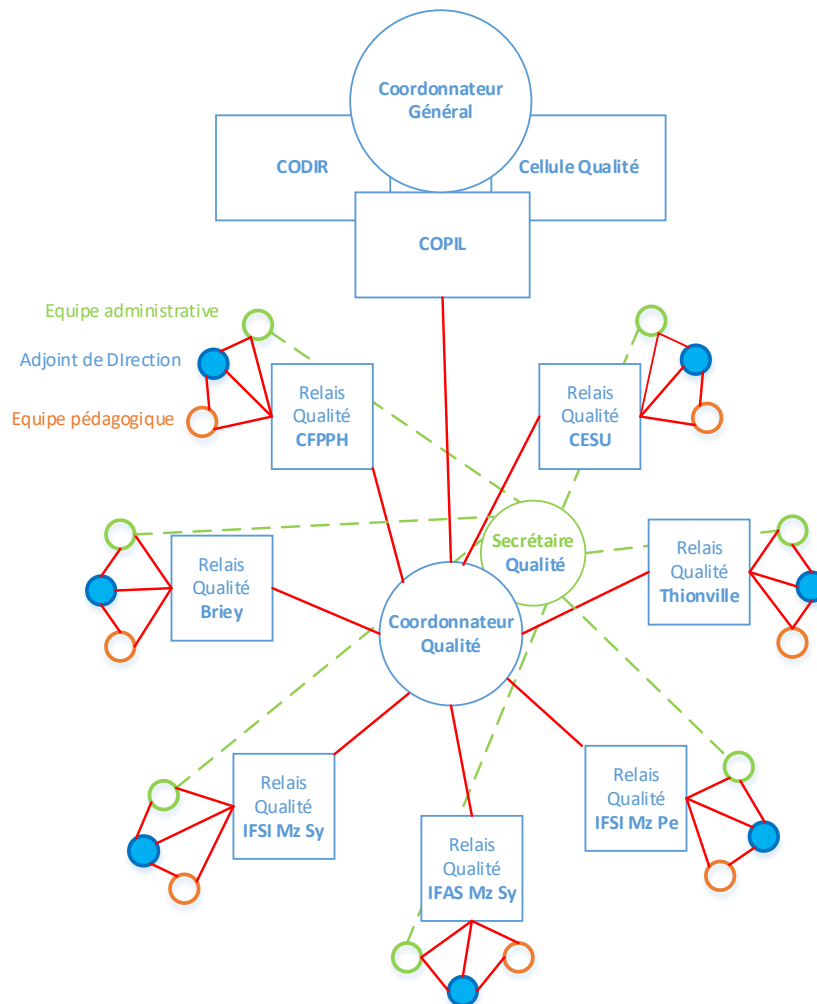 Coordonnateur
Général
CODIR
Cellule Qualité
COPIL
Equipe administrative
Adjoint de DIrection
Equipe pédagogique
Relais
Qualité
CFPPH
Relais
Qualité
CESU
Secrétaire
Qualité
Relais
Qualité
Briey
Relais
Qualité
Thionville
Coordonnateur
Qualité
Relais
Qualité
IFSI Mz Sy
Relais
Qualité
IFSI Mz Pe
Relais
Qualité
IFAS Mz Sy